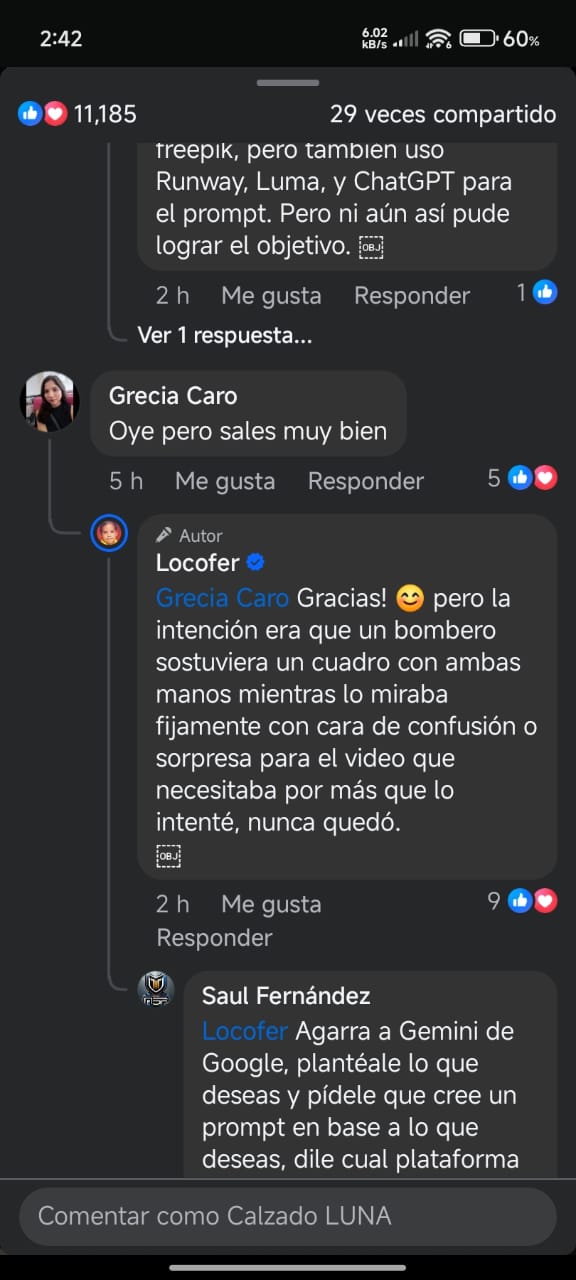 2:42
6.02 kB/s
60%
11,185
29 veces compartido
freepik, pero también uso
Runway, Luma, y ChatGPT para
el prompt. Pero ni aún así pude
lograr el objetivo. OBJ
2 h Me gusta Responder 1
Ver 1 respuesta...
Grecia Caro
Oye pero sales muy bien
5 h Me gusta Responder 5
Autor
Locofer
Grecia Caro Gracias! 😊 pero la
intención era que un bombero
sostuviera un cuadro con ambas
manos mientras lo miraba
fijamente con cara de confusión o
sorpresa para el video que
necesitaba por más que lo
intenté, nunca quedó.
OBJ
2 h Me gusta 9
Responder
Saul Fernández
Locofer Agarra a Gemini de
Google, plantéale lo que
deseas y pídele que cree un
prompt en base a lo que
deseas, dile cual plataforma
Comentar como Calzado LUNA